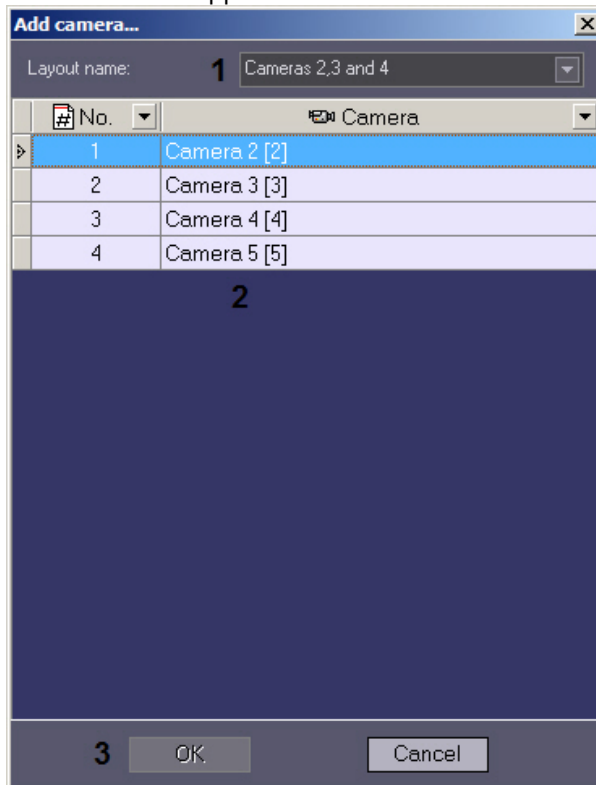 Add camera...
Layout name: 1 Cameras 2,3 and 4
# No. Camera
1 Camera 2 [2]
2 Camera 3 [3]
3 Camera 4 [4]
4 Camera 5 [5]
2
3 OK Cancel